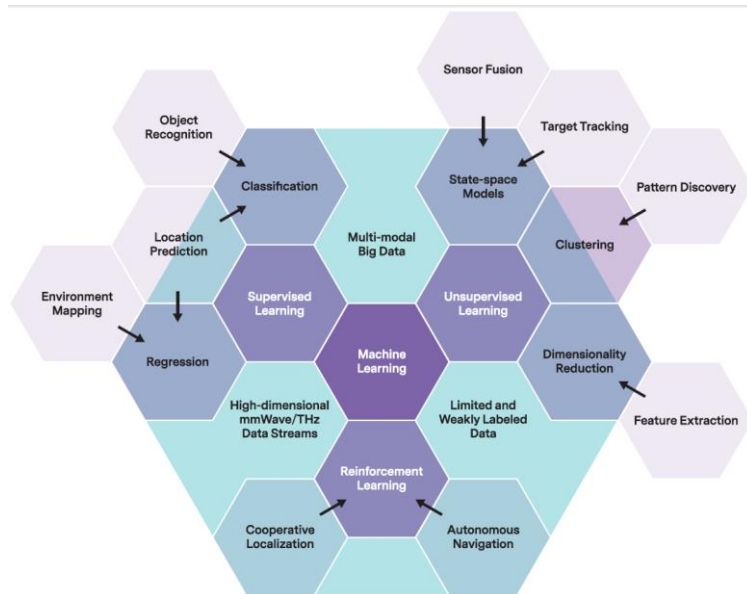 Sensor Fusion
Object
Recognition
Target Tracking
Classification
State-space
Models
Pattern Discovery
Location
Prediction
Multi-modal
Big Data
Clustering
Environment
Mapping
Supervised
Learning
Unsupervised
Learning
Regression
Machine
Learning
Dimensionality
Reduction
High-dimensional
mmWave/THz
Data Streams
Limited and
Weakly Labeled
Data
Feature Extraction
Reinforcement
Learning
Cooperative
Localization
Autonomous
Navigation